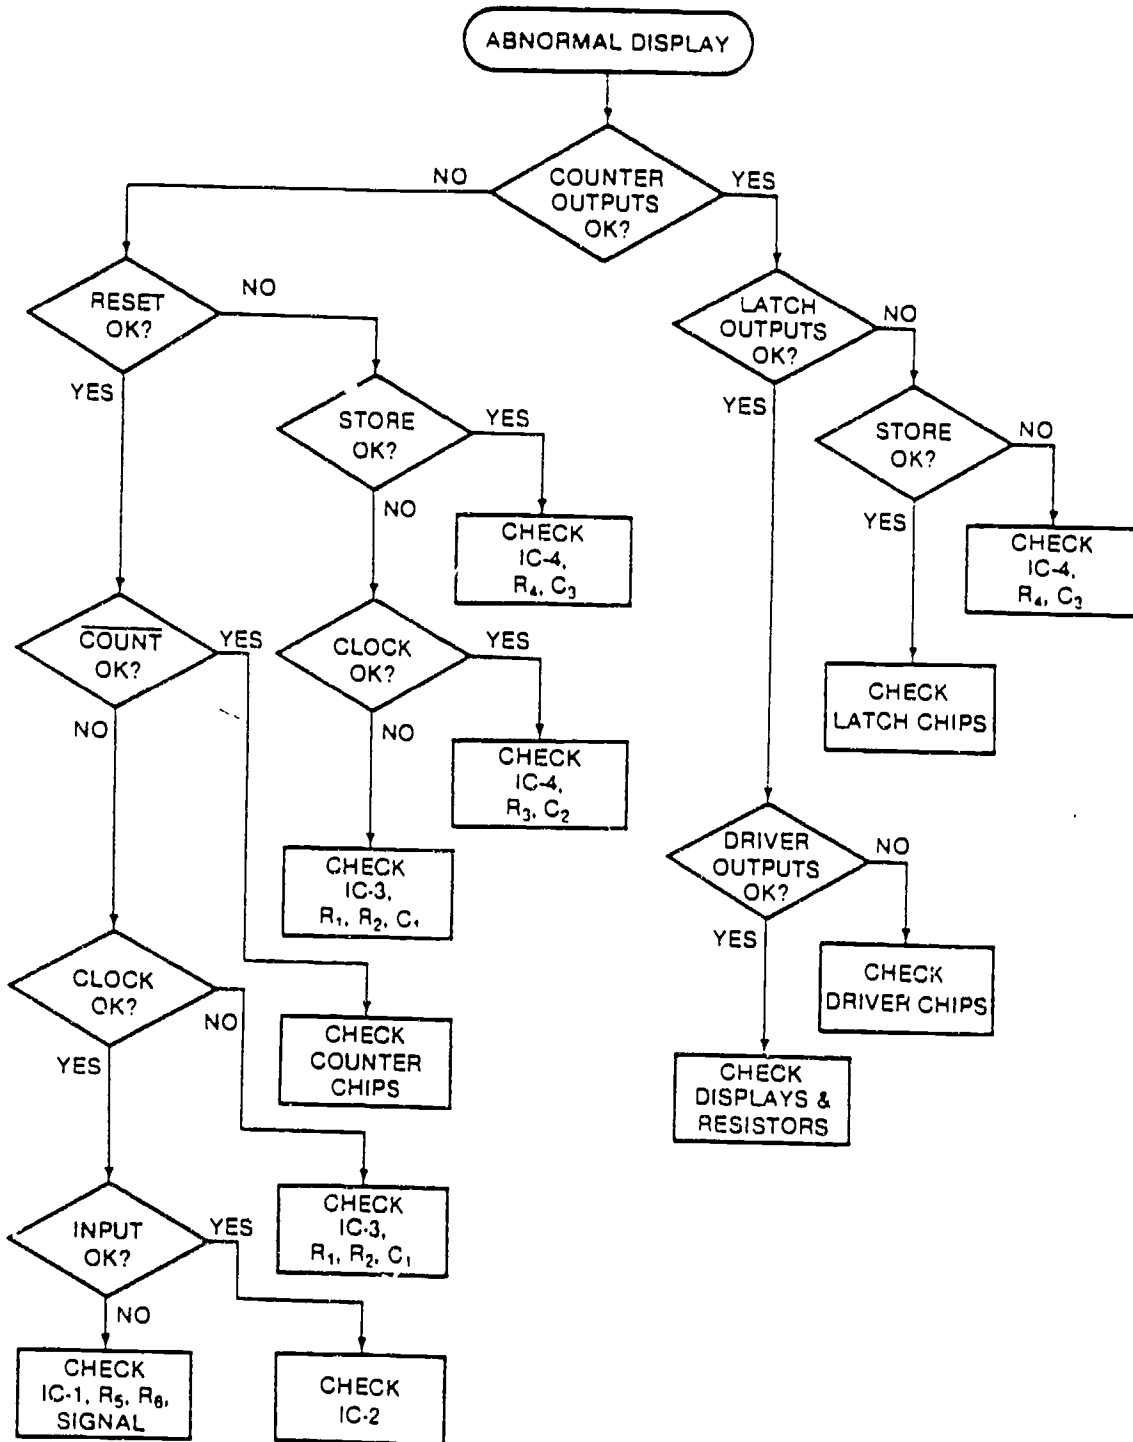 ABNORMAL DISPLAY
NO
COUNTER
OUTPUTS
OK?
YES
RESET
OK?
NO
YES
LATCH
OUTPUTS
OK?
NO
YES
STORE
OK?
YES
NO
STORE
OK?
NO
YES
CHECK
IC-4,
R₄, C₃
CHECK
IC-4,
R₄, C₃
C̅O̅U̅N̅T̅
OK?
YES
NO
CLOCK
OK?
YES
NO
CHECK
LATCH CHIPS
CHECK
IC-4,
R₃, C₂
CHECK
IC-3,
R₁, R₂, C₁
DRIVER
OUTPUTS
OK?
NO
YES
CLOCK
OK?
NO
YES
CHECK
DRIVER CHIPS
CHECK
COUNTER
CHIPS
CHECK
DISPLAYS &
RESISTORS
CHECK
IC-3,
R₁, R₂, C₁
INPUT
OK?
YES
NO
CHECK
IC-1, R₅, R₆,
SIGNAL
CHECK
IC-2